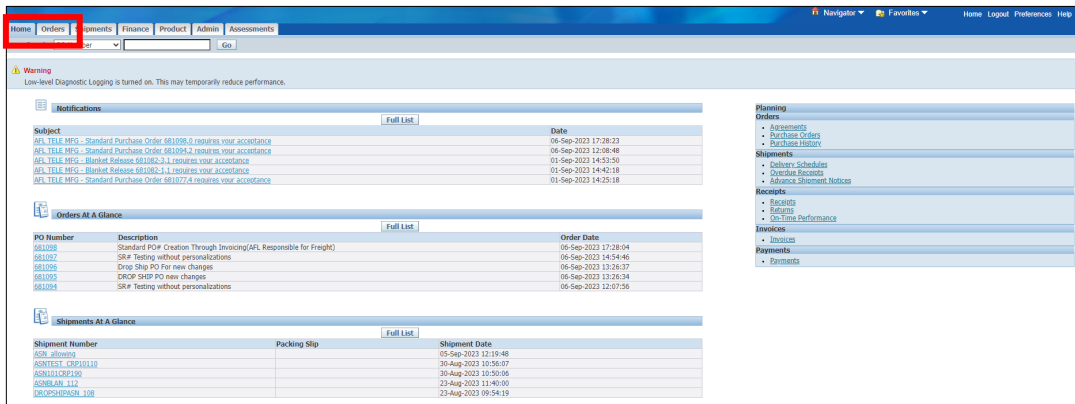 Navigator Favorites Home Logout Preferences Help
Home Orders Shipments Finance Product Admin Assessments
Go
Warning
Low-level Diagnostic Logging is turned on. This may temporarily reduce performance.
Notifications
Full List
Subject Date
AFL TELE MFG - Standard Purchase Order 681098,0 requires your acceptance 06-Sep-2023 17:28:23
AFL TELE MFG - Standard Purchase Order 681094,2 requires your acceptance 06-Sep-2023 12:08:48
AFL TELE MFG - Blanket Release 681082-3,1 requires your acceptance 01-Sep-2023 14:53:50
AFL TELE MFG - Blanket Release 681082-1,1 requires your acceptance 01-Sep-2023 14:42:18
AFL TELE MFG - Standard Purchase Order 681077,4 requires your acceptance 01-Sep-2023 14:25:18
Orders At A Glance
Full List
PO Number Description Order Date
681098 Standard PO# Creation Through Invoicing(AFL Responsible for Freight) 06-Sep-2023 17:28:04
681097 SR# Testing without personalizations 06-Sep-2023 14:54:46
681096 Drop Ship PO For new changes 06-Sep-2023 13:26:37
681095 DROP SHIP PO new changes 06-Sep-2023 13:26:34
681094 SR# Testing without personalizations 06-Sep-2023 12:07:56
Shipments At A Glance
Full List
Shipment Number Packing Slip Shipment Date
ASN_allowing 05-Sep-2023 12:19:48
ASNTEST_CRP10110 30-Aug-2023 10:56:07
ASN101CRP190 30-Aug-2023 10:50:06
ASNBLAN_112 23-Aug-2023 11:40:00
DROPSHIPASN_108 23-Aug-2023 09:54:19
Planning
Orders
Agreements
Purchase Orders
Purchase History
Shipments
Delivery Schedules
Overdue Receipts
Advance Shipment Notices
Receipts
Receipts
Returns
On-Time Performance
Invoices
Invoices
Payments
Payments